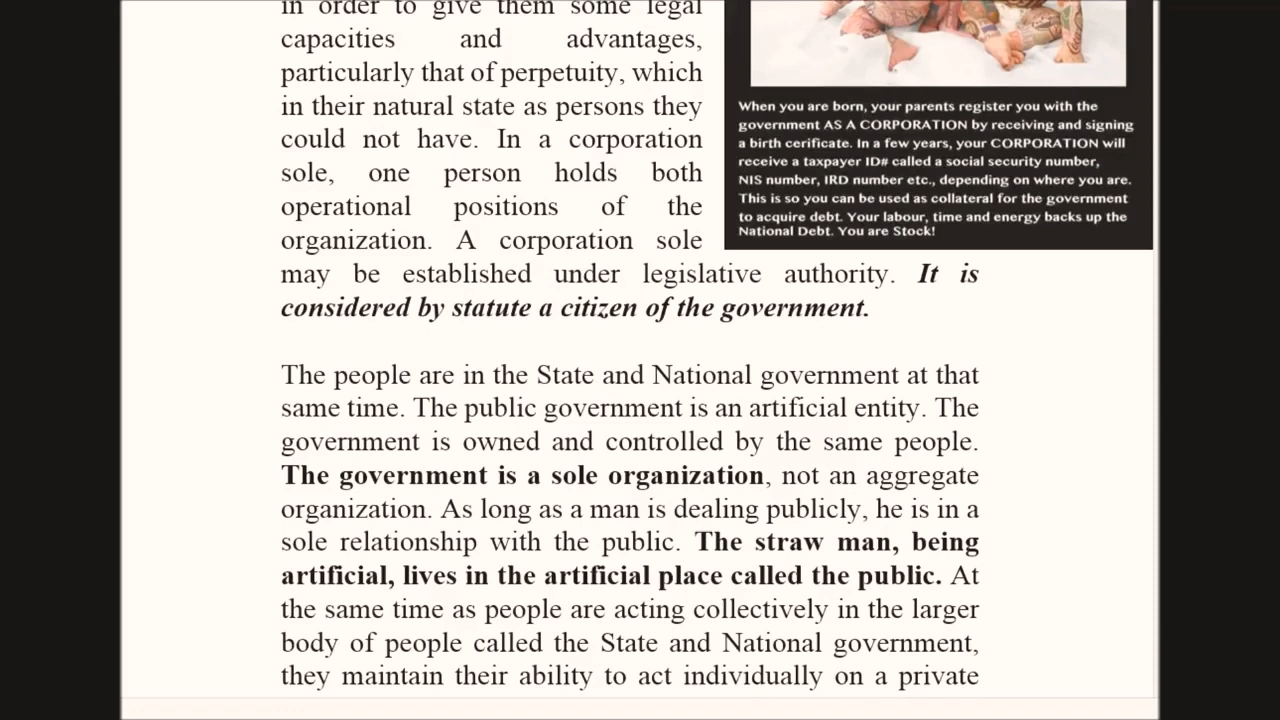 in order to give them some legal
capacities and advantages,
particularly that of perpetuity, which
in their natural state as persons they
could not have. In a corporation
sole, one person holds both
operational positions of the
organization. A corporation sole
may be established under legislative authority. It is
considered by statute a citizen of the government.
When you are born, your parents register you with the
government AS A CORPORATION by receiving and signing
a birth cerificate. In a few years, your CORPORATION will
receive a taxpayer ID# called a social security number,
NIS number, IRD number etc., depending on where you are.
This is so you can be used as collateral for the government
to acquire debt. Your labour, time and energy backs up the
National Debt. You are Stock!
The people are in the State and National government at that
same time. The public government is an artificial entity. The
government is owned and controlled by the same people.
The government is a sole organization, not an aggregate
organization. As long as a man is dealing publicly, he is in a
sole relationship with the public. The straw man, being
artificial, lives in the artificial place called the public. At
the same time as people are acting collectively in the larger
body of people called the State and National government,
they maintain their ability to act individually on a private